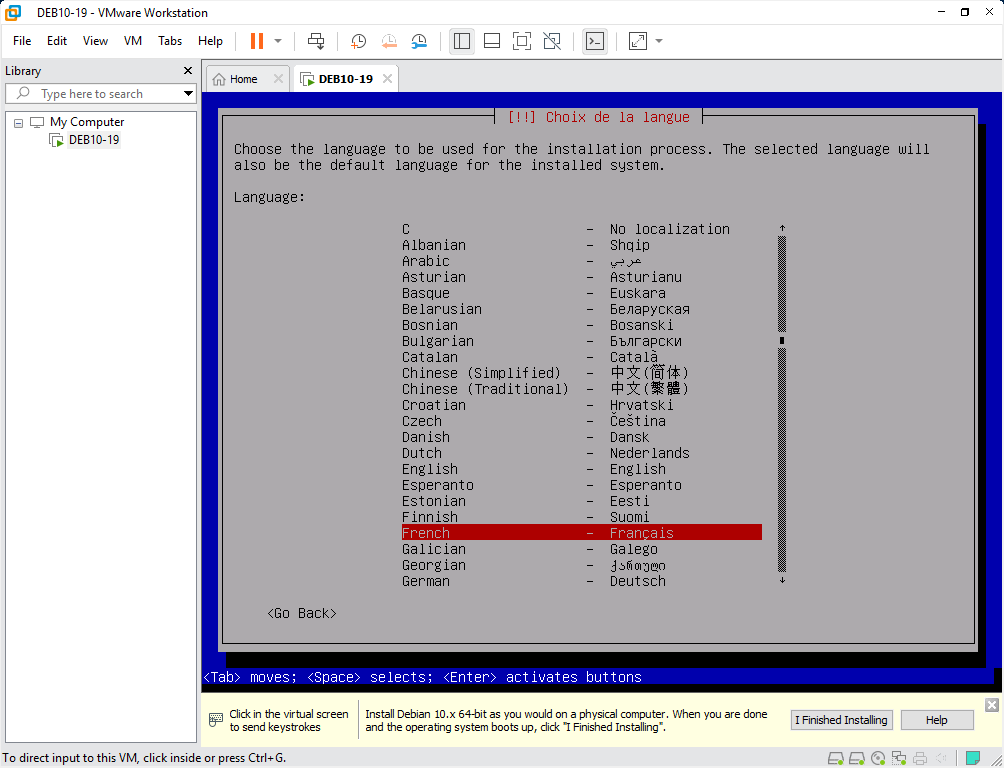 DEB10-19 - VMware Workstation
File Edit View VM Tabs Help
Library
Type here to search
My Computer
DEB10-19
Home
DEB10-19
[!!] Choix de la langue
Choose the language to be used for the installation process. The selected language will
also be the default language for the installed system.
Language:
C - No localization
Albanian - Shqip
Arabic - عربي
Asturian - Asturianu
Basque - Euskara
Belarusian - Беларуская
Bosnian - Bosanski
Bulgarian - Български
Catalan - Català
Chinese (Simplified) - 中文(简体)
Chinese (Traditional) - 中文(繁體)
Croatian - Hrvatski
Czech - Čeština
Danish - Dansk
Dutch - Nederlands
English - English
Esperanto - Esperanto
Estonian - Eesti
Finnish - Suomi
French - Français
Galician - Galego
Georgian - ქართული
German - Deutsch
<Go Back>
<Tab> moves; <Space> selects; <Enter> activates buttons
Click in the virtual screen
to send keystrokes
Install Debian 10.x 64-bit as you would on a physical computer. When you are done
and the operating system boots up, click "I Finished Installing".
I Finished Installing
Help
To direct input to this VM, click inside or press Ctrl+G.